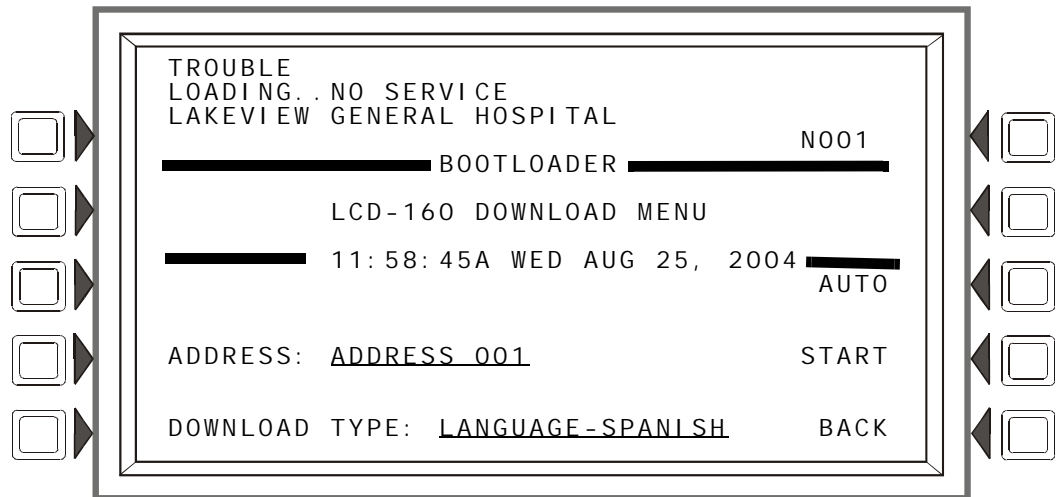 TROUBLE
LOADING..NO SERVICE
LAKEVIEW GENERAL HOSPITAL
N001
BOOTLOADER
LCD-160 DOWNLOAD MENU
11:58:45A WED AUG 25, 2004
AUTO
ADDRESS: ADDRESS 001 START
DOWNLOAD TYPE: LANGUAGE-SPANISH BACK